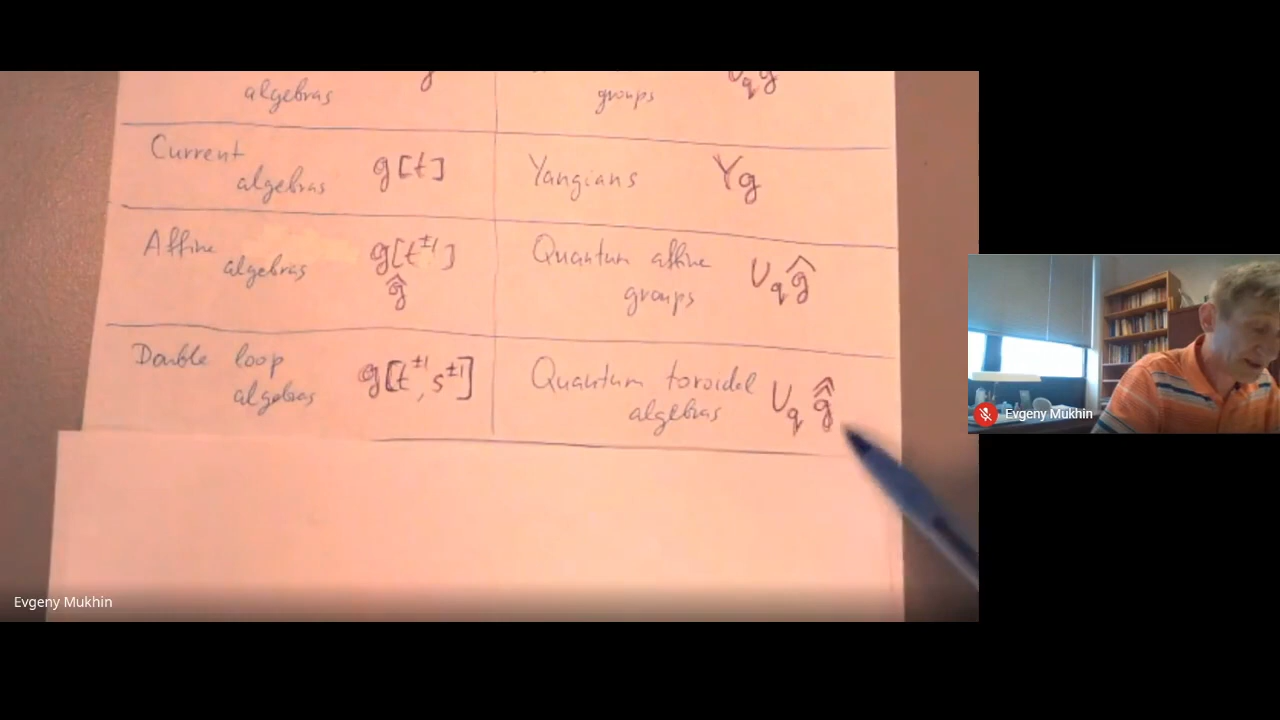 algebras g
groups U_q g
Current
algebras g[t]
Yangians Yg
Affine
algebras g[t^±1]
ĝ
Quantum affine
groups U_q ĝ
Double loop
algebras g[t^±1, s^±1]
Quantum toroidal
algebras U_q g^^
Evgeny Mukhin
Evgeny Mukhin